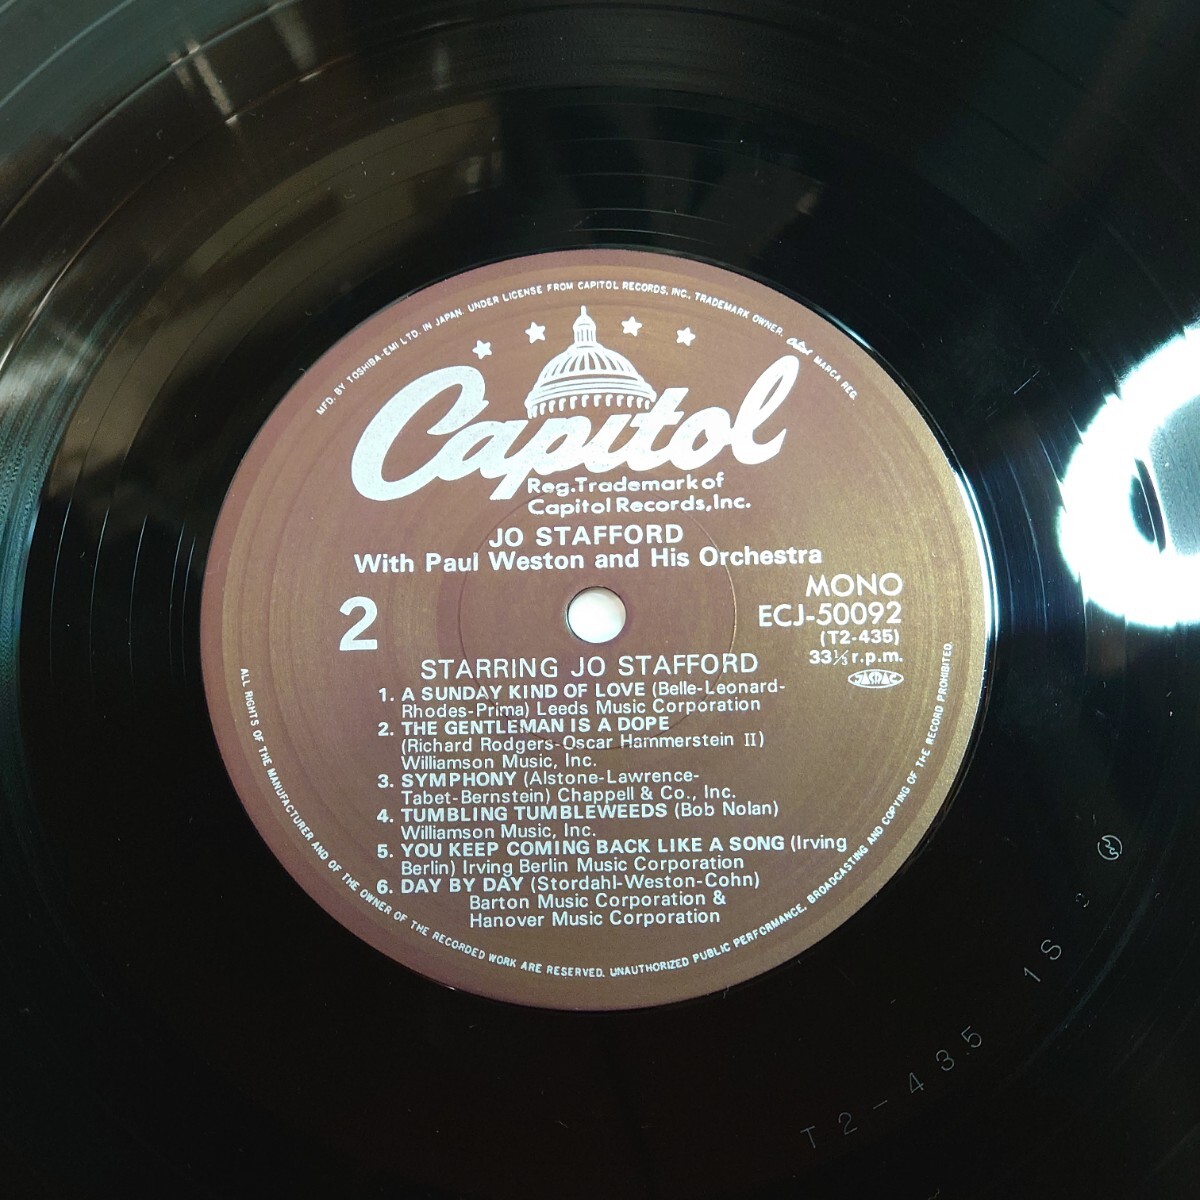 MFD. BY TOSHIBA-EMI LTD. IN JAPAN. UNDER LICENSE FROM CAPITOL RECORDS, INC., TRADEMARK OWNER. Capitol MARCA REG.
Capitol
Reg.Trademark of
Capitol Records,Inc.
JO STAFFORD
With Paul Weston and His Orchestra
2
MONO
ECJ-50092
(T2-435)
33⅓ r.p.m.
JASRAC
STARRING JO STAFFORD
1. A SUNDAY KIND OF LOVE (Belle-Leonard-
Rhodes-Prima) Leeds Music Corporation
2. THE GENTLEMAN IS A DOPE
(Richard Rodgers-Oscar Hammerstein II)
Williamson Music, Inc.
3. SYMPHONY (Alstone-Lawrence-
Tabet-Bernstein) Chappell & Co., Inc.
4. TUMBLING TUMBLEWEEDS (Bob Nolan)
Williamson Music, Inc.
5. YOU KEEP COMING BACK LIKE A SONG (Irving
Berlin) Irving Berlin Music Corporation
6. DAY BY DAY (Stordahl-Weston-Cohn)
Barton Music Corporation &
Hanover Music Corporation
ALL RIGHTS OF THE MANUFACTURER AND OF THE OWNER OF THE RECORDED WORK ARE RESERVED. UNAUTHORIZED PUBLIC PERFORMANCE, BROADCASTING AND COPYING OF THE RECORD PROHIBITED.
T2-435 1S